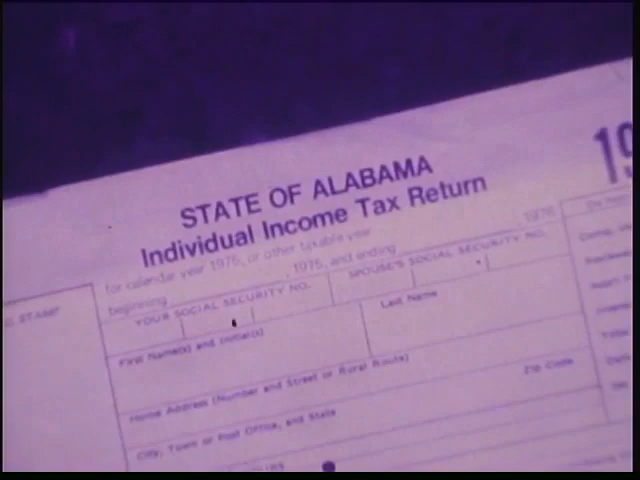 STATE OF ALABAMA
19
Individual Income Tax Return
for calendar year 1975, or other taxable year
beginning , 1975, and ending , 1976
YOUR SOCIAL SECURITY NO.
SPOUSE'S SOCIAL SECURITY NO.
STAMP
First Name(s) and Initial(s)
Last Name
Home Address (Number and Street or Rural Route)
City, Town or Post Office, and State
Zip Code